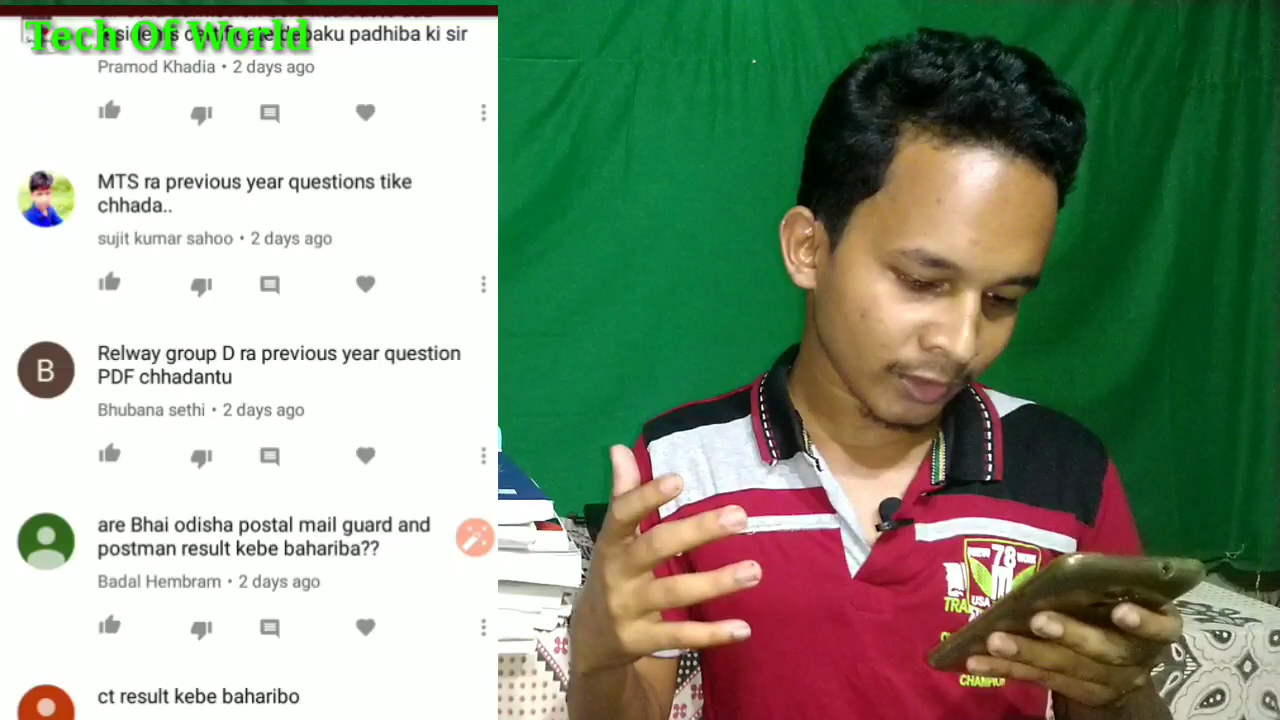 Tech Of World
padhiba ki sir
Pramod Khadia • 2 days ago
MTS ra previous year questions tike
chhada..
sujit kumar sahoo • 2 days ago
B
Relway group D ra previous year question
PDF chhadantu
Bhubana sethi • 2 days ago
are Bhai odisha postal mail guard and
postman result kebe bahariba??
Badal Hembram • 2 days ago
ct result kebe baharibo
78
USA
CHAMPION